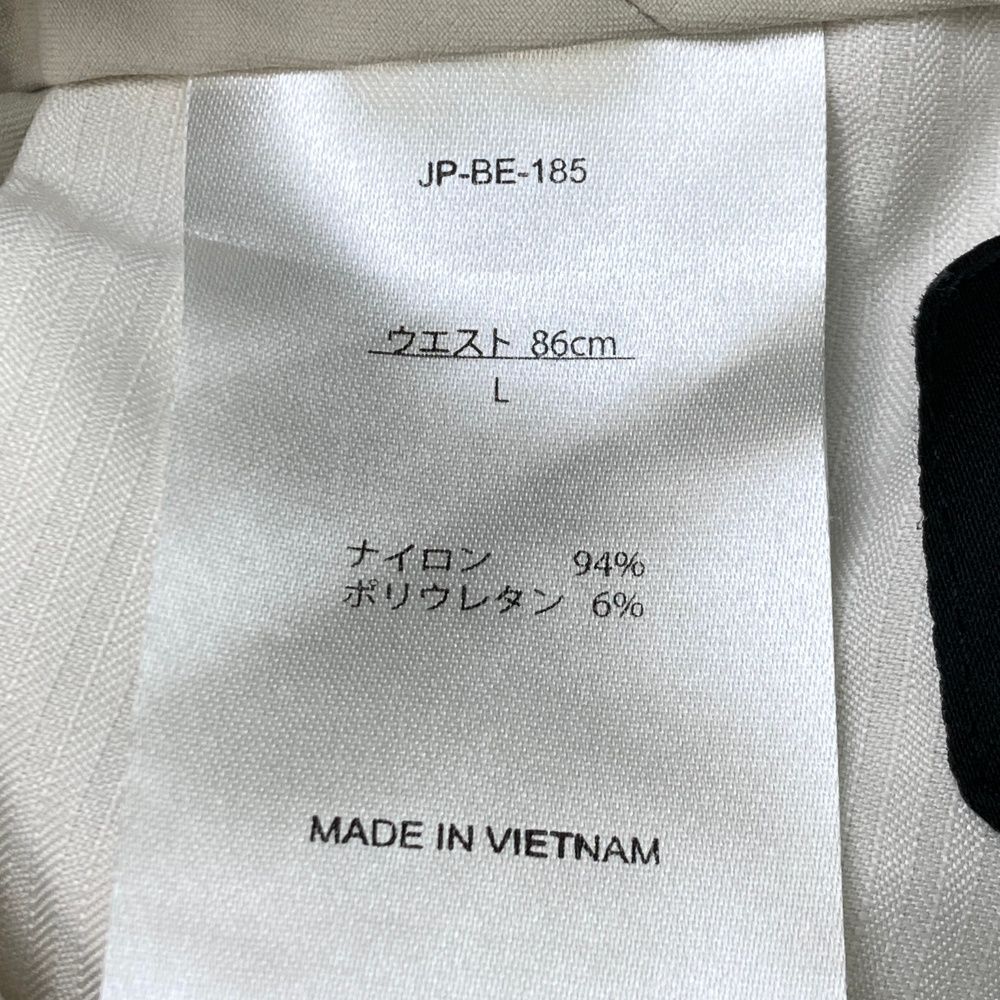 JP-BE-185
ウエスト 86cm
L
ナイロン 94%
ポリウレタン 6%
MADE IN VIETNAM